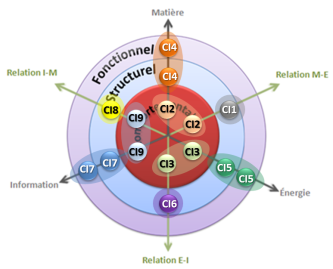 Matière
CI4
Fonctionnel
Structurel
CI4
Relation I-M
Relation M-E
CI8
CI2
CI1
CI9
CI2
CI9
CI3
CI3
CI7
CI7
CI5
CI5
Information
Énergie
CI6
Relation E-I